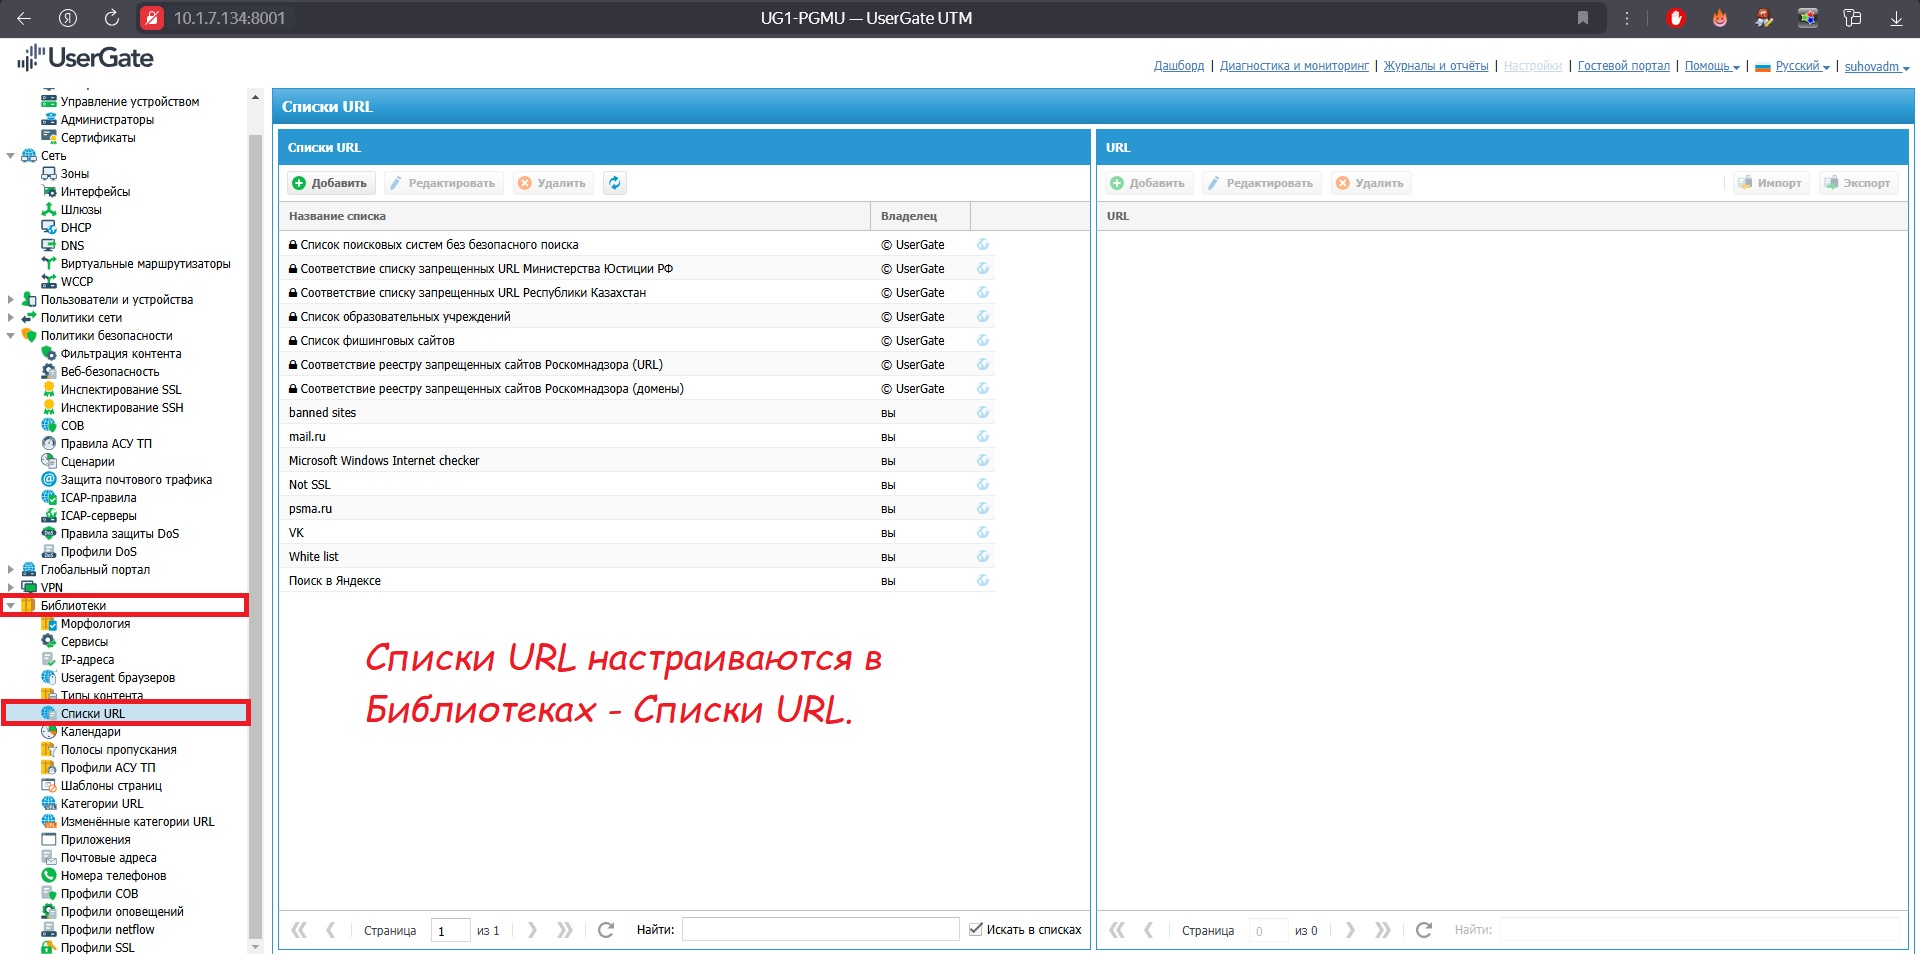 10.1.7.134:8001
UG1-PGMU — UserGate UTM
UserGate
Дашборд | Диагностика и мониторинг | Журналы и отчёты | Настройки | Гостевой портал | Помощь | Русский | suhovadm
Управление устройством
Администраторы
Сертификаты
Сеть
Зоны
Интерфейсы
Шлюзы
DHCP
DNS
Виртуальные маршрутизаторы
WCCP
Пользователи и устройства
Политики сети
Политики безопасности
Фильтрация контента
Веб-безопасность
Инспектирование SSL
Инспектирование SSH
СОВ
Правила АСУ ТП
Сценарии
Защита почтового трафика
ICAP-правила
ICAP-серверы
Правила защиты DoS
Профили DoS
Глобальный портал
VPN
Библиотеки
Морфология
Сервисы
IP-адреса
Useragent браузеров
Типы контента
Списки URL
Календари
Полосы пропускания
Профили АСУ ТП
Шаблоны страниц
Категории URL
Изменённые категории URL
Приложения
Почтовые адреса
Номера телефонов
Профили СОВ
Профили оповещений
Профили netflow
Профили SSL
Списки URL
Списки URL
Добавить Редактировать Удалить
Название списка Владелец
Список поисковых систем без безопасного поиска © UserGate
Соответствие списку запрещенных URL Министерства Юстиции РФ © UserGate
Соответствие списку запрещенных URL Республики Казахстан © UserGate
Список образовательных учреждений © UserGate
Список фишинговых сайтов © UserGate
Соответствие реестру запрещенных сайтов Роскомнадзора (URL) © UserGate
Соответствие реестру запрещенных сайтов Роскомнадзора (домены) © UserGate
banned sites вы
mail.ru вы
Microsoft Windows Internet checker вы
Not SSL вы
psma.ru вы
VK вы
White list вы
Поиск в Яндексе вы
Списки URL настраиваются в
Библиотеках - Списки URL.
Страница 1 из 1 Найти: Искать в списках
URL
Добавить Редактировать Удалить Импорт Экспорт
URL
Страница 0 из 0 Найти: